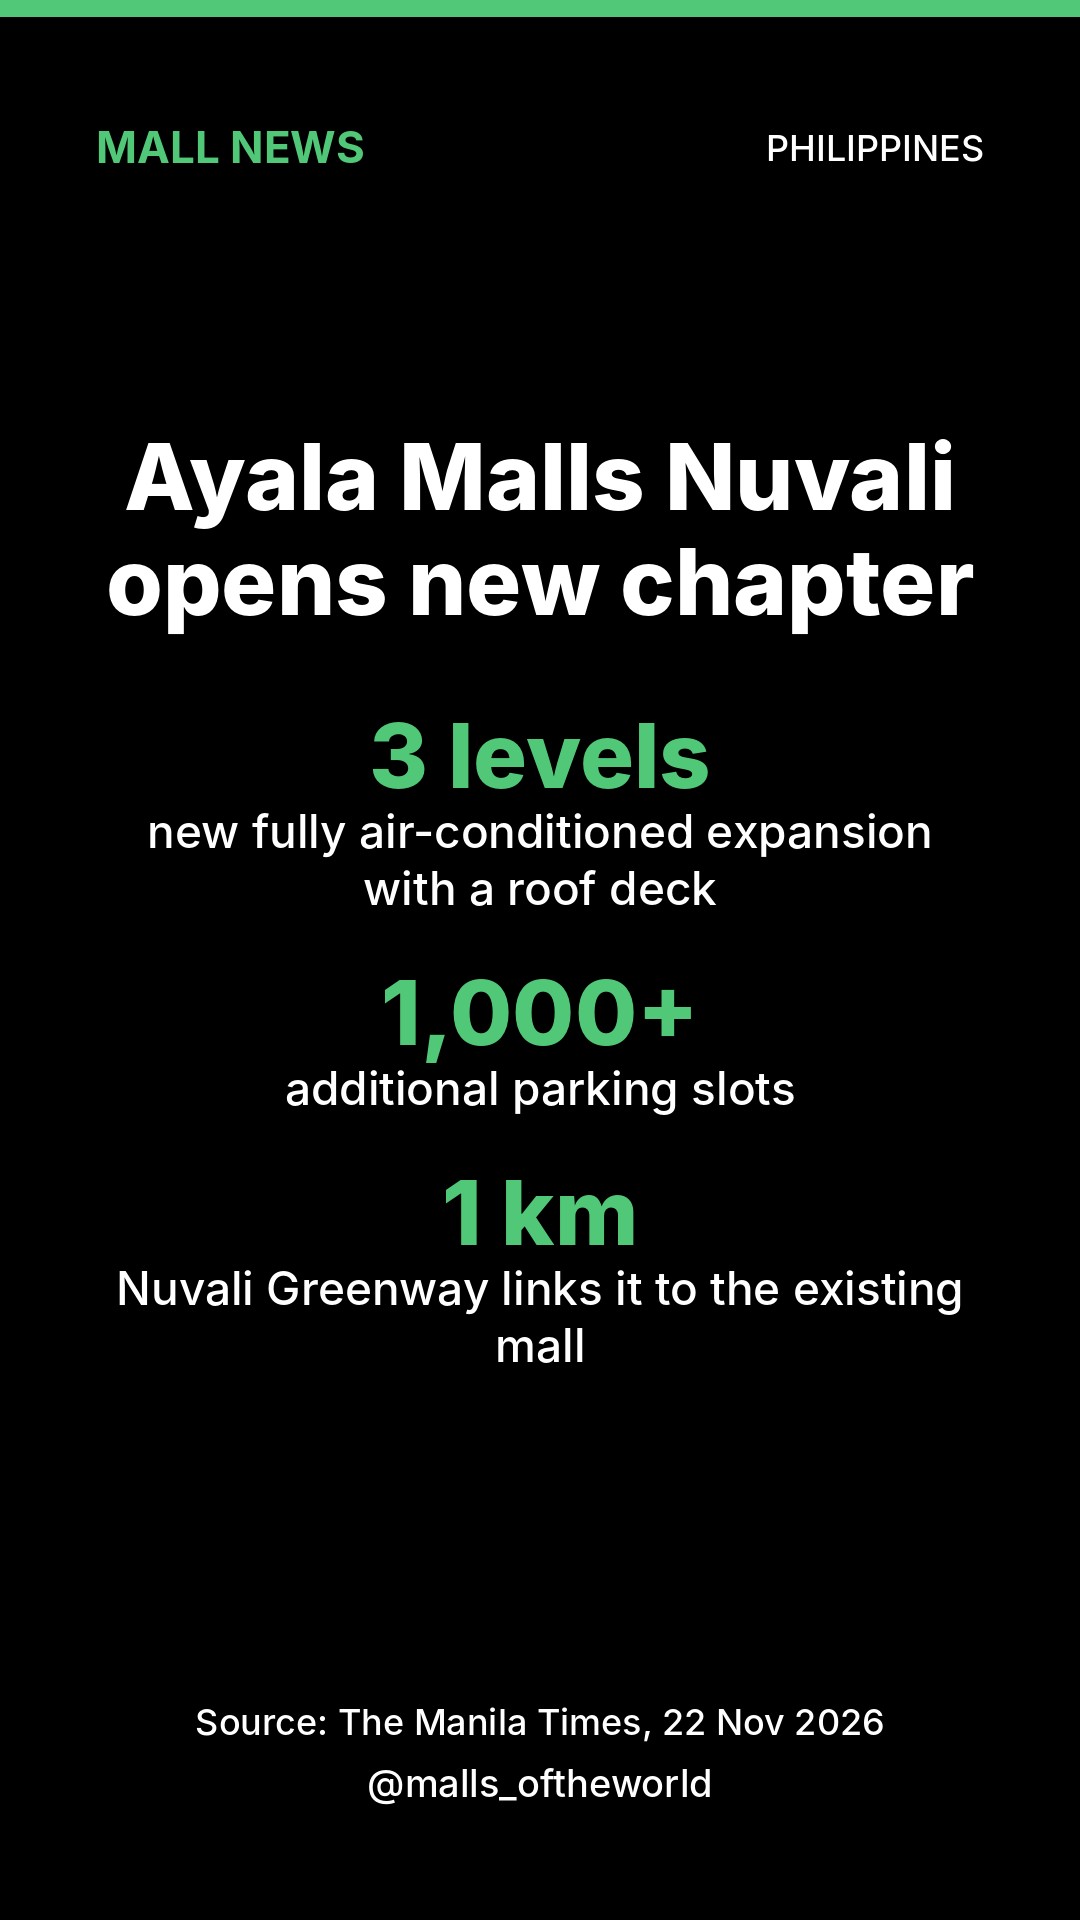 MALL NEWS
PHILIPPINES
Ayala Malls Nuvali
opens new chapter
3 levels
new fully air-conditioned expansion
with a roof deck
1,000+
additional parking slots
1 km
Nuvali Greenway links it to the existing
mall
Source: The Manila Times, 22 Nov 2026
@malls_oftheworld